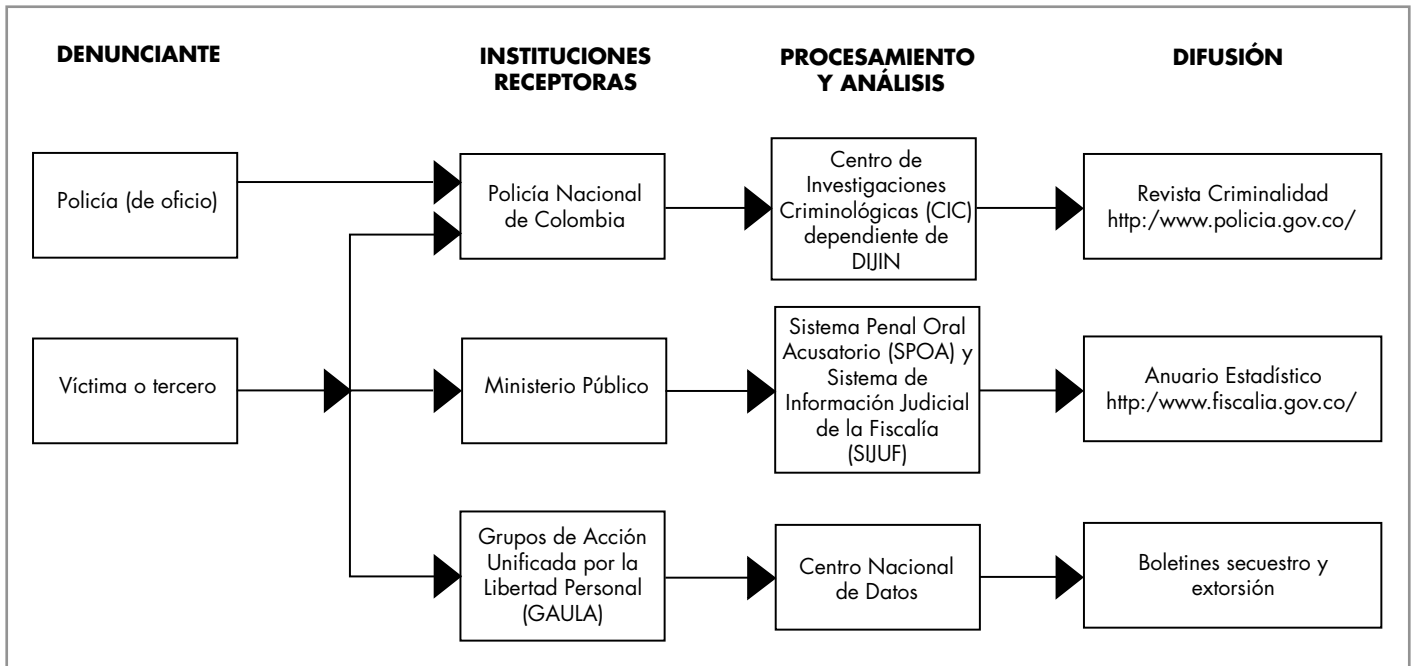 DENUNCIANTE
INSTITUCIONES
RECEPTORAS
PROCESAMIENTO
Y ANÁLISIS
DIFUSIÓN
Policía (de oficio)
Policía Nacional
de Colombia
Centro de
Investigaciones
Criminológicas (CIC)
dependiente de
DIJIN
Revista Criminalidad
http:/www.policia.gov.co/
Víctima o tercero
Ministerio Público
Sistema Penal Oral
Acusatorio (SPOA) y
Sistema de
Información Judicial
de la Fiscalía
(SIJUF)
Anuario Estadístico
http:/www.fiscalia.gov.co/
Grupos de Acción
Unificada por la
Libertad Personal
(GAULA)
Centro Nacional
de Datos
Boletines secuestro y
extorsión